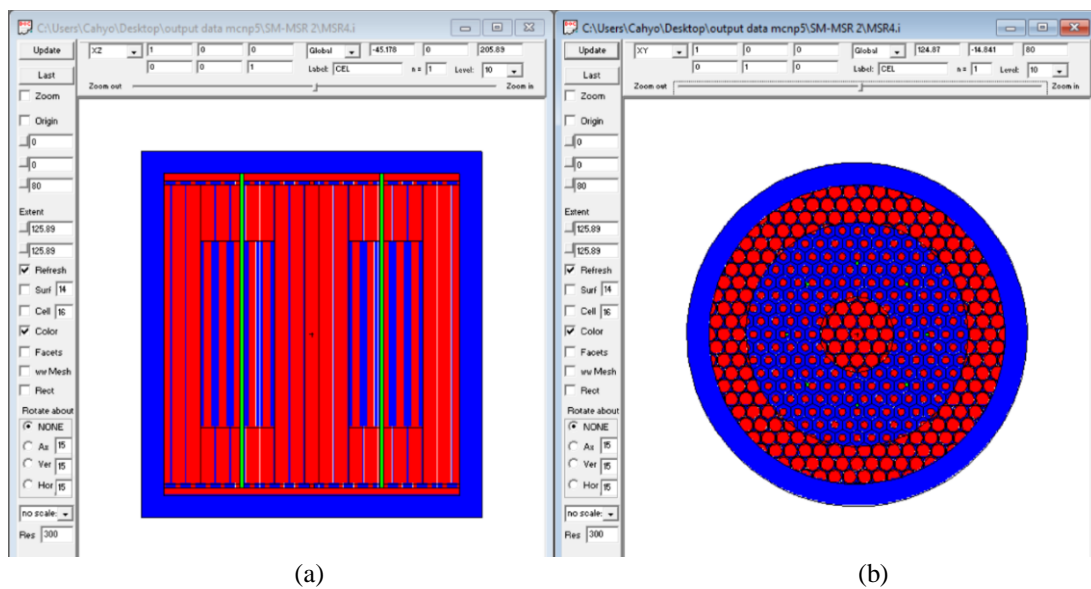 C:\Users\Cahyo\Desktop\output data mcnp5\SM-MSR 2\MSR4.i
Update
XZ 1 0 0 Global -45.178 0 205.89
0 0 1 Label: CEL n = 1 Level: 10
Last
Zoom out Zoom in
Zoom
Origin
0
0
80
Extent
125.89
125.89
Refresh
Surf 14
Cell 16
Color
Facets
ww Mesh
Rect
Rotate about
NONE
Ax 15
Ver 15
Hor 15
no scale:
Res 300
(a)
C:\Users\Cahyo\Desktop\output data mcnp5\SM-MSR 2\MSR4.i
Update
XY 1 0 0 Global 124.87 -14.841 80
0 1 0 Label: CEL n = 1 Level: 10
Last
Zoom out Zoom in
Zoom
Origin
0
0
80
Extent
125.89
125.89
Refresh
Surf 14
Cell 16
Color
Facets
ww Mesh
Rect
Rotate about
NONE
Ax 15
Ver 15
Hor 15
no scale:
Res 300
(b)